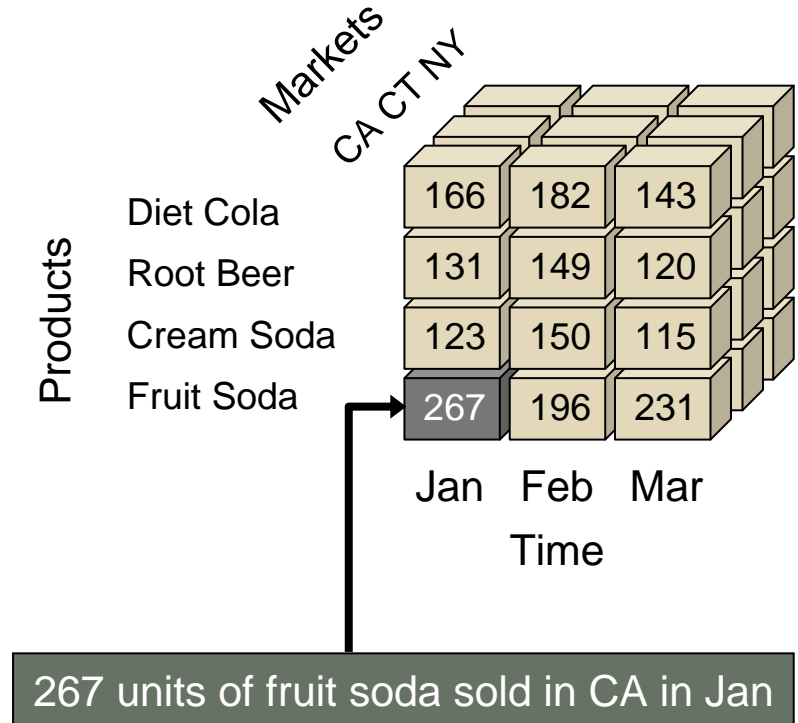 Markets
CA CT NY
Products
Diet Cola
Root Beer
Cream Soda
Fruit Soda
166 182 143
131 149 120
123 150 115
267 196 231
Jan Feb Mar
Time
267 units of fruit soda sold in CA in Jan